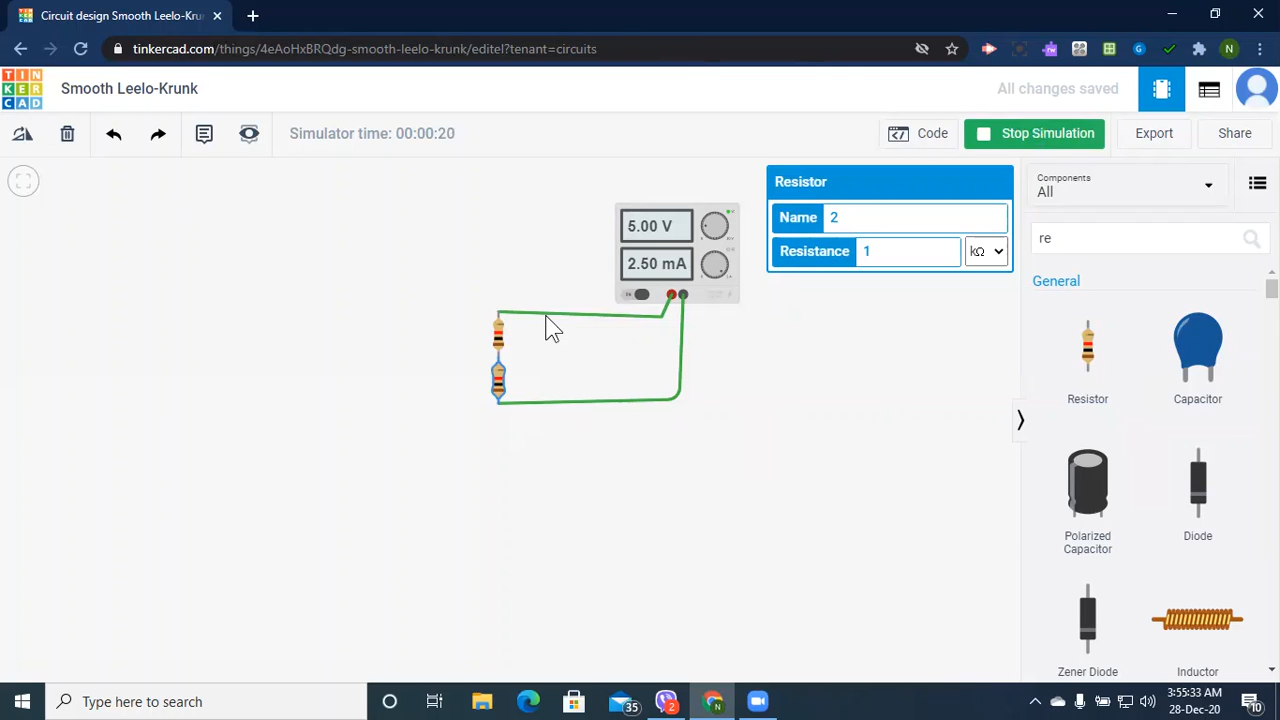 Circuit design Smooth Leelo-Kru
tinkercad.com/things/4eAoHxBRQdg-smooth-leelo-krunk/editel?tenant=circuits
TIN
KER
CAD
Smooth Leelo-Krunk
All changes saved
Simulator time: 00:00:20
Code
Stop Simulation
Export
Share
Resistor
Name 2
Resistance 1 kΩ
5.00 V
2.50 mA
Components
All
re
General
Resistor
Capacitor
Polarized
Capacitor
Diode
Zener Diode
Inductor
Type here to search
35
2
3:55:33 AM
28-Dec-20
10
N